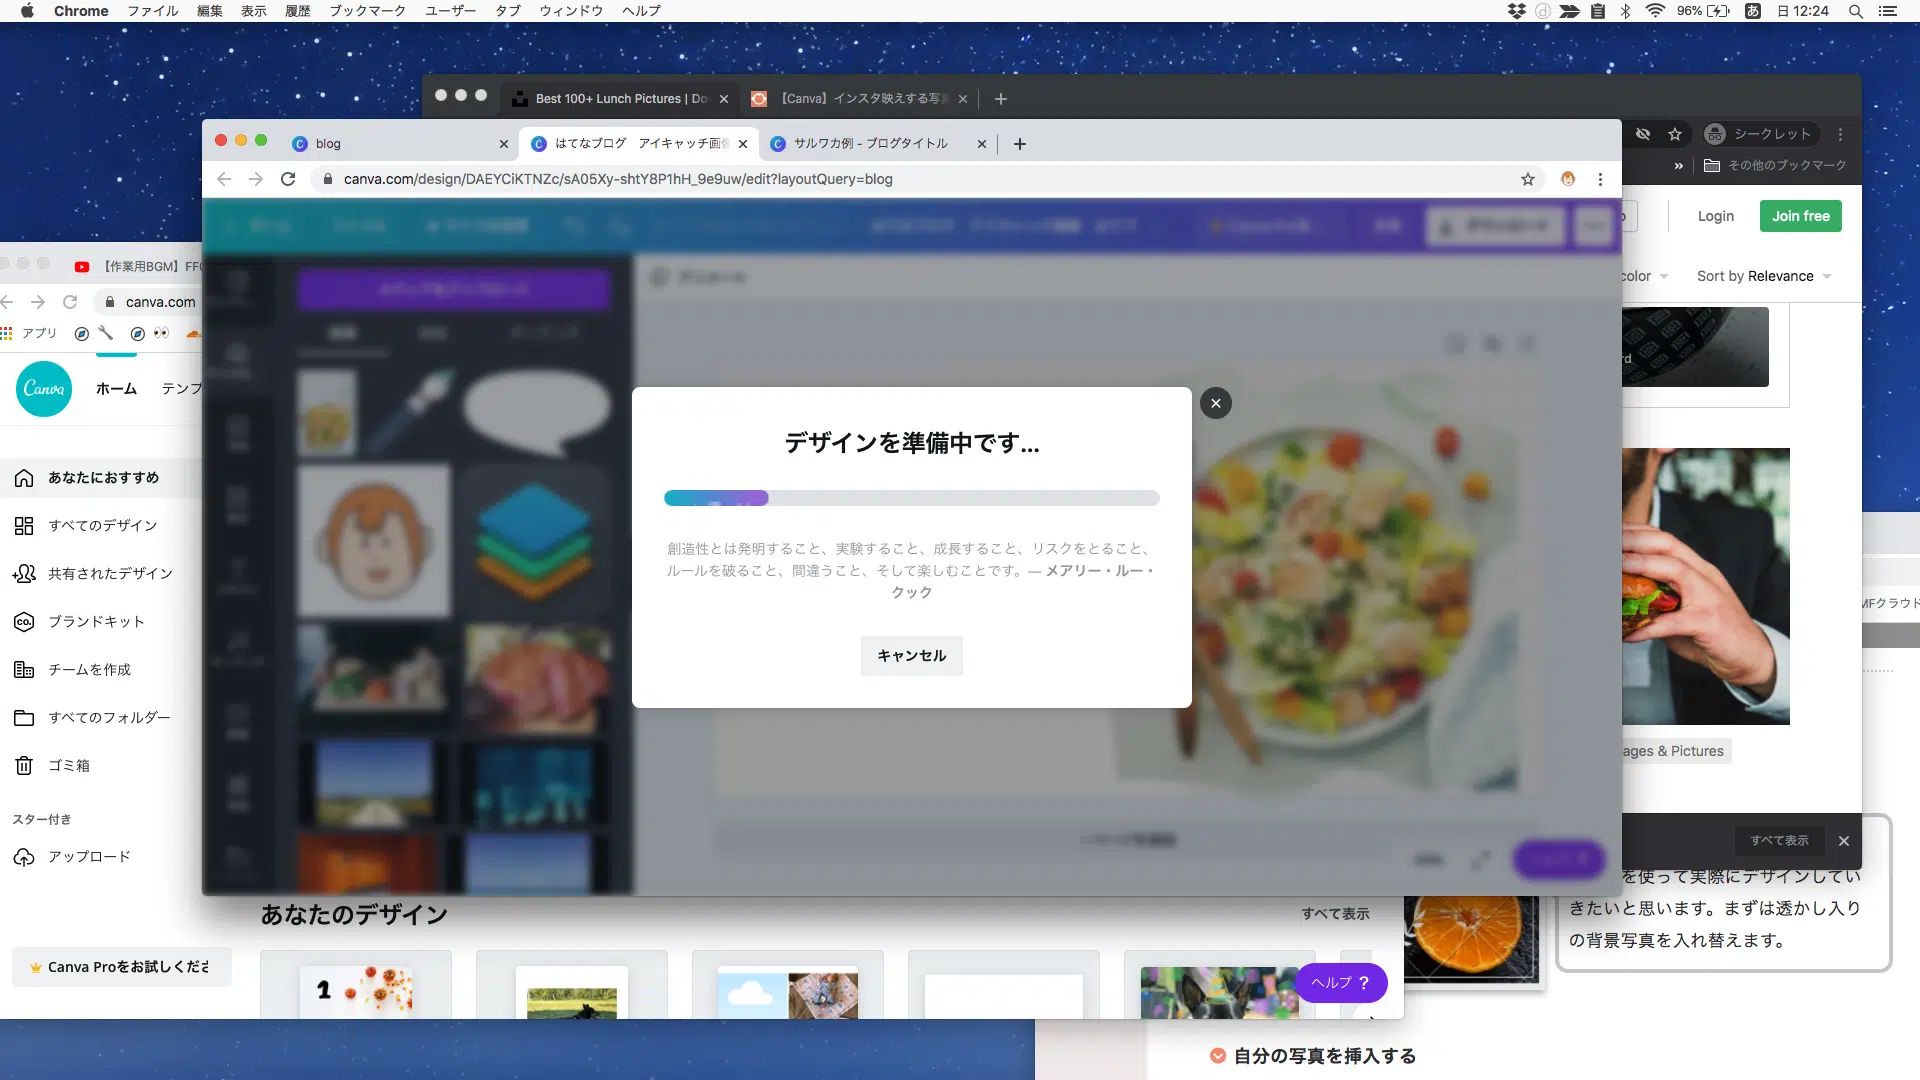 Chrome ファイル 編集 表示 履歴 ブックマーク ユーザー タブ ウィンドウ ヘルプ
96% あ 日 12:24
Best 100+ Lunch Pictures | Do
【Canva】インスタ映えする写真
blog
はてなブログ　アイキャッチ画像
サルワカ例 - ブログタイトル
シークレット
canva.com/design/DAEYCiKTNZc/sA05Xy-shtY8P1hH_9e9uw/edit?layoutQuery=blog
その他のブックマーク
Login
Join free
color
Sort by Relevance
【作業用BGM】FF
canva.com
アプリ
Canva
ホーム
テンプ
あなたにおすすめ
すべてのデザイン
共有されたデザイン
CO.
ブランドキット
チームを作成
すべてのフォルダー
ゴミ箱
スター付き
アップロード
Canva Proをお試しくださ
デザインを準備中です...
創造性とは発明すること、実験すること、成長すること、リスクをとること、
ルールを破ること、間違うこと、そして楽しむことです。— メアリー・ルー・
クック
キャンセル
rd
MFクラウド
ages & Pictures
すべて表示
を使って実際にデザインしてい
きたいと思います。まずは透かし入り
の背景写真を入れ替えます。
あなたのデザイン
すべて表示
1
ヘルプ ?
自分の写真を挿入する